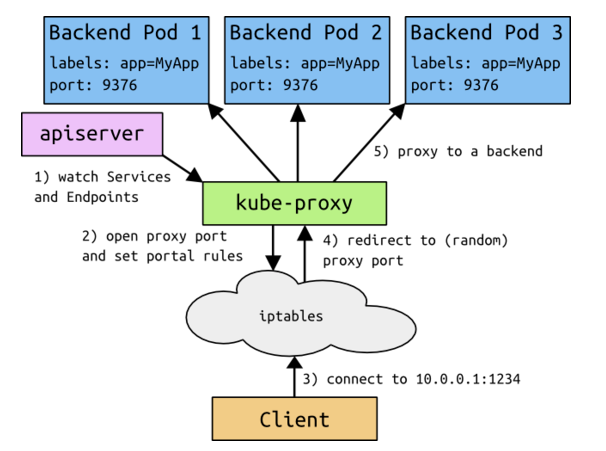 Backend Pod 1
labels: app=MyApp
port: 9376
Backend Pod 2
labels: app=MyApp
port: 9376
Backend Pod 3
labels: app=MyApp
port: 9376
apiserver
1) watch Services
and Endpoints
5) proxy to a backend
kube-proxy
2) open proxy port
and set portal rules
4) redirect to (random)
proxy port
iptables
3) connect to 10.0.0.1:1234
Client